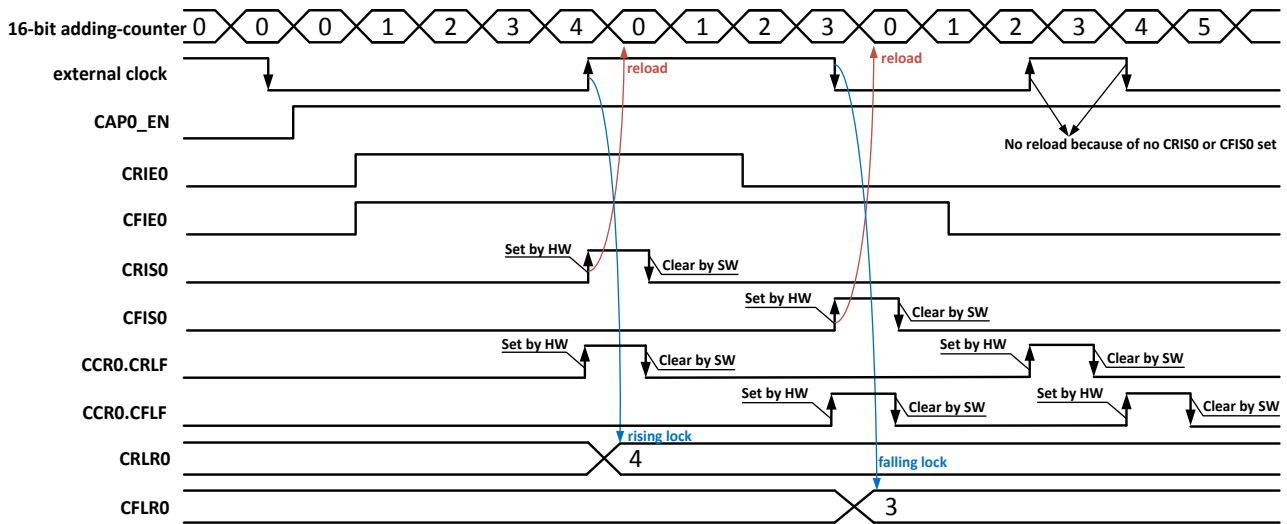 16-bit adding-counter 0 0 0 1 2 3 4 0 1 2 3 0 1 2 3 4 5
external clock
reload
reload
CAP0_EN
No reload because of no CRIS0 or CFIS0 set
CRIE0
CFIE0
CRIS0
Set by HW
Clear by SW
CFIS0
Set by HW
Clear by SW
CCR0.CRLF
Set by HW
Clear by SW
Set by HW
Clear by SW
CCR0.CFLF
Set by HW
Clear by SW
Set by HW
Clear by SW
CRLR0
rising lock
4
falling lock
CFLR0
3